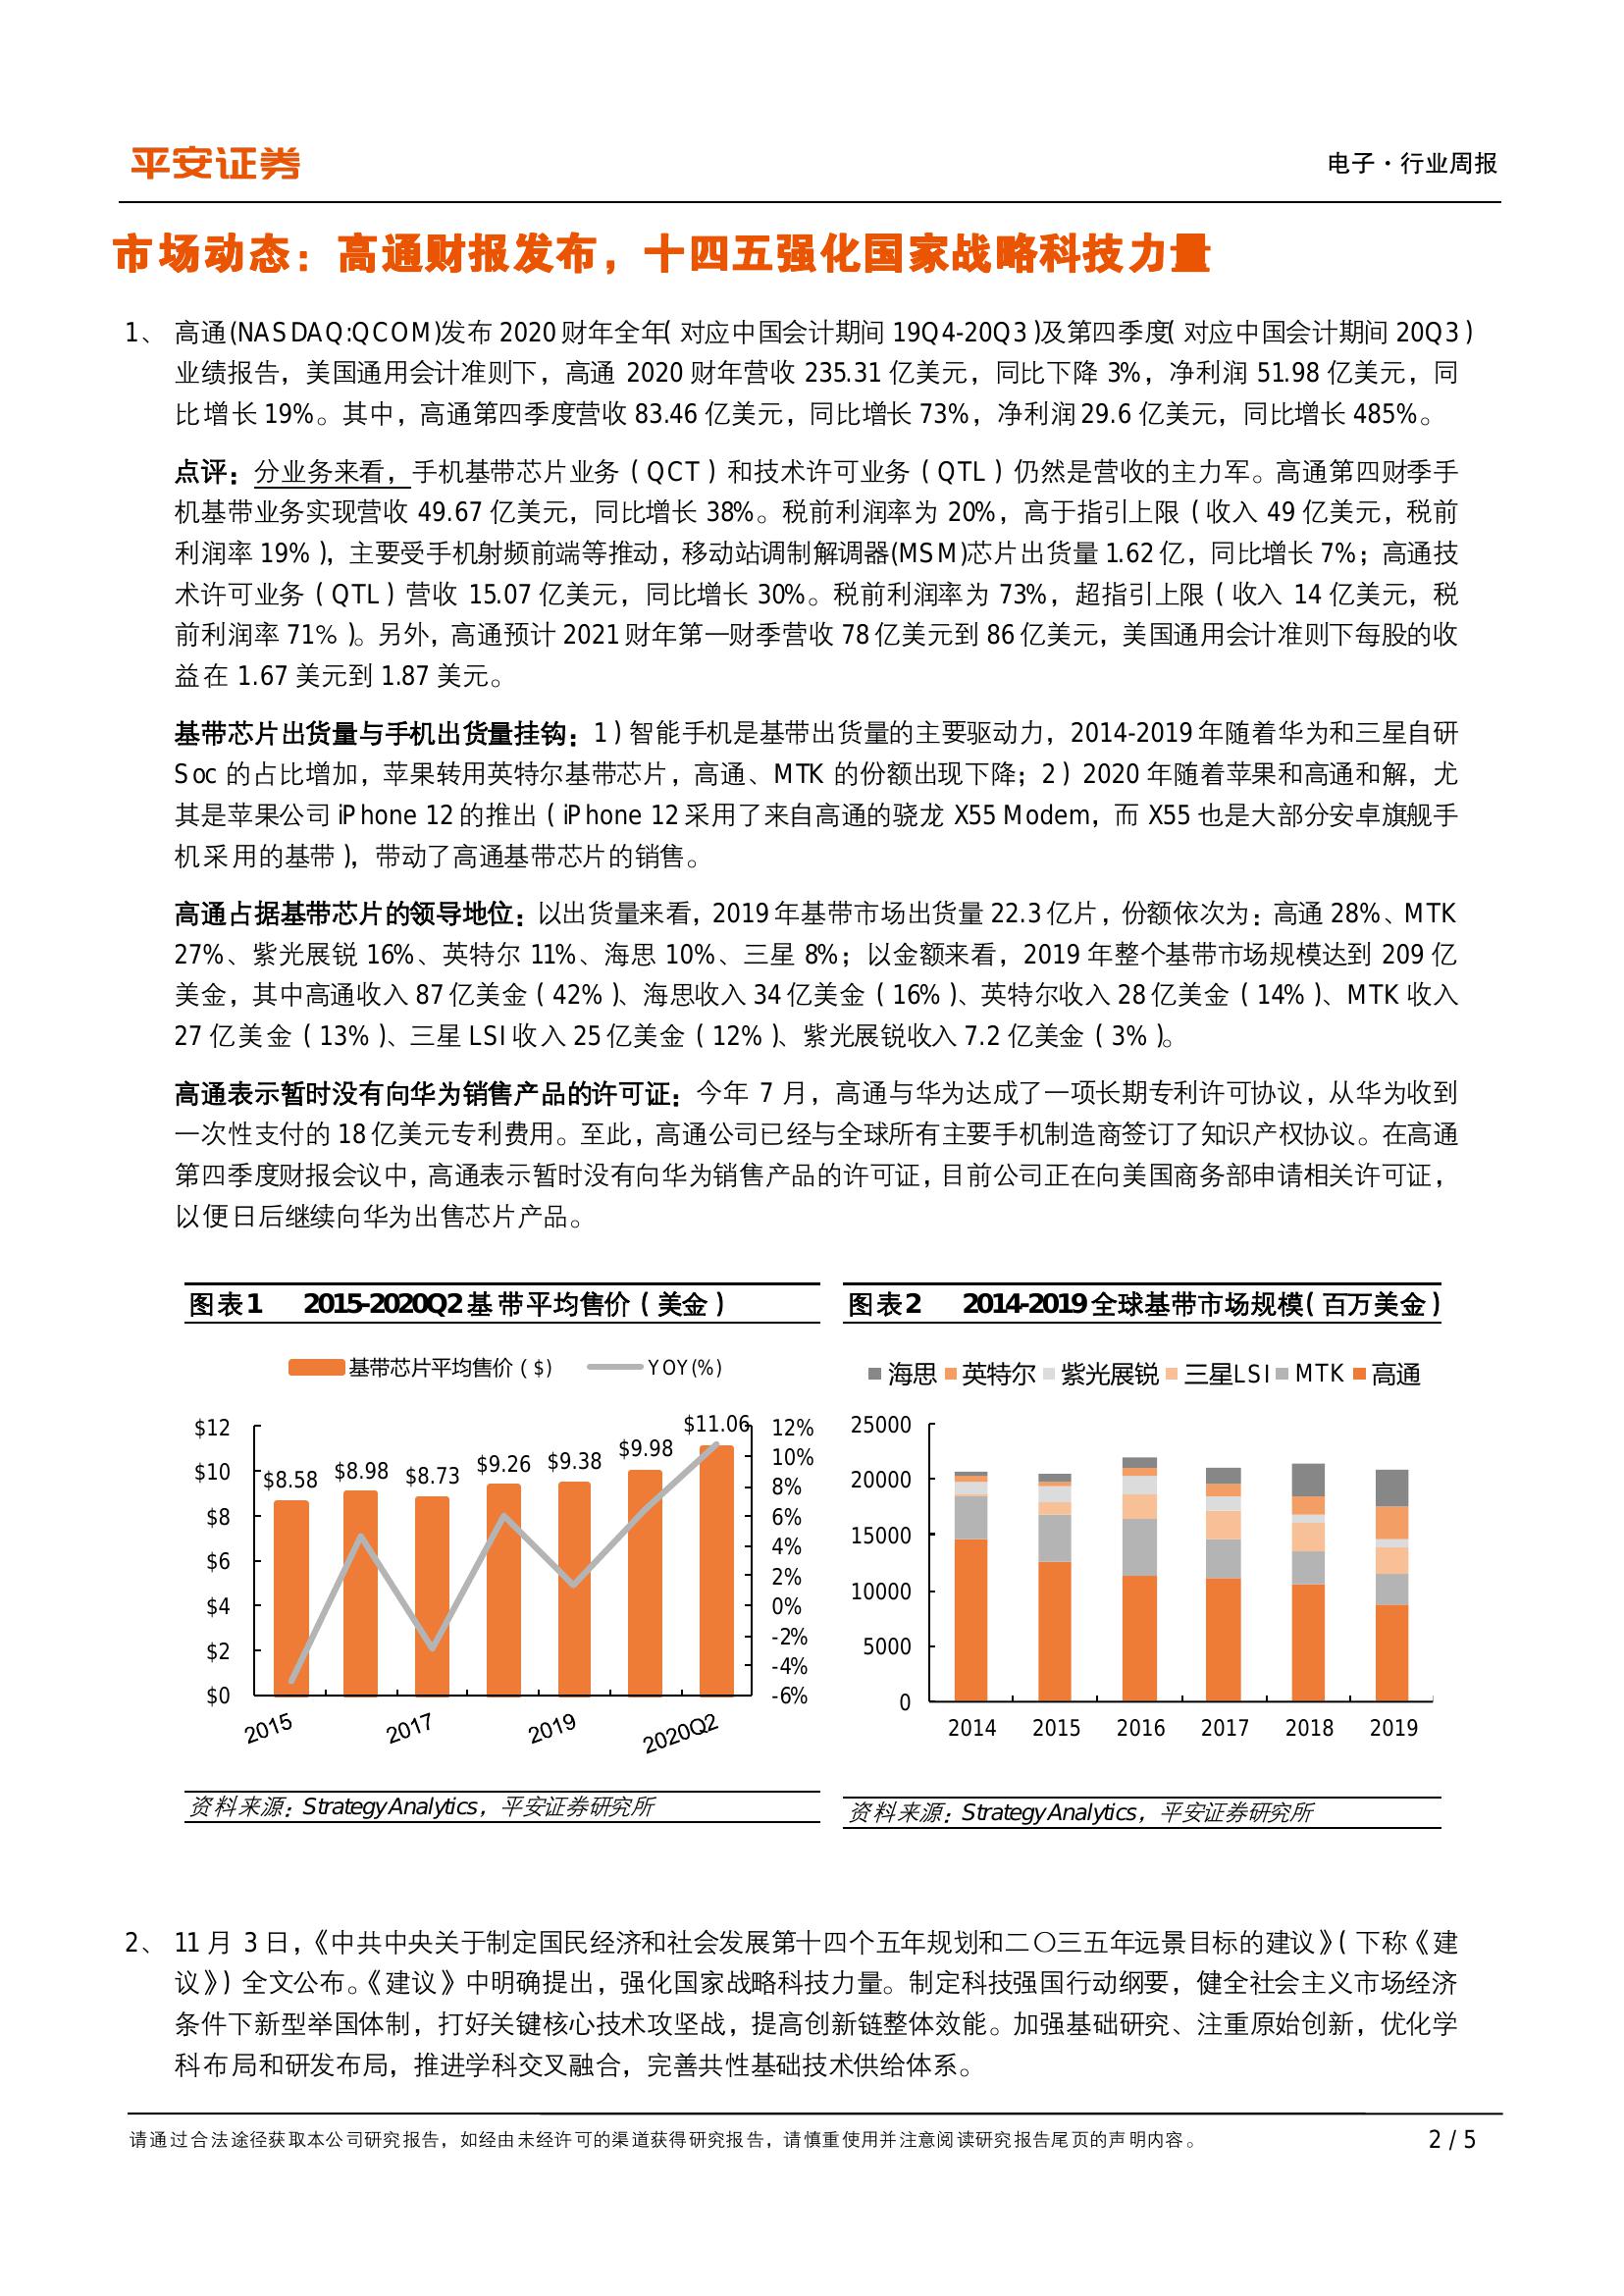 平安证券
电子·行业周报
市场动态：高通财报发布，十四五强化国家战略科技力量
1、 高通(NASDAQ:QCOM)发布 2020 财年全年（对应中国会计期间 19Q4-20Q3）及第四季度（对应中国会计期间 20Q3）
业绩报告，美国通用会计准则下，高通 2020 财年营收 235.31 亿美元，同比下降 3%，净利润 51.98 亿美元，同
比增长 19%。其中，高通第四季度营收 83.46 亿美元，同比增长 73%，净利润 29.6 亿美元，同比增长 485%。
点评：分业务来看，手机基带芯片业务（QCT）和技术许可业务（QTL）仍然是营收的主力军。高通第四财季手
机基带业务实现营收 49.67 亿美元，同比增长 38%。税前利润率为 20%，高于指引上限（收入 49 亿美元，税前
利润率 19%），主要受手机射频前端等推动，移动站调制解调器(MSM)芯片出货量 1.62 亿，同比增长 7%；高通技
术许可业务（QTL）营收 15.07 亿美元，同比增长 30%。税前利润率为 73%，超指引上限（收入 14 亿美元，税
前利润率 71%）。另外，高通预计 2021 财年第一财季营收 78 亿美元到 86 亿美元，美国通用会计准则下每股的收
益在 1.67 美元到 1.87 美元。
基带芯片出货量与手机出货量挂钩：1）智能手机是基带出货量的主要驱动力，2014-2019 年随着华为和三星自研
Soc 的占比增加，苹果转用英特尔基带芯片，高通、MTK 的份额出现下降；2）2020 年随着苹果和高通和解，尤
其是苹果公司 iPhone 12 的推出（iPhone 12 采用了来自高通的骁龙 X55 Modem，而 X55 也是大部分安卓旗舰手
机采用的基带），带动了高通基带芯片的销售。
高通占据基带芯片的领导地位：以出货量来看，2019 年基带市场出货量 22.3 亿片，份额依次为：高通 28%、MTK
27%、紫光展锐 16%、英特尔 11%、海思 10%、三星 8%；以金额来看，2019 年整个基带市场规模达到 209 亿
美金，其中高通收入 87 亿美金（42%）、海思收入 34 亿美金（16%）、英特尔收入 28 亿美金（14%）、MTK 收入
27 亿美金（13%）、三星 LSI 收入 25 亿美金（12%）、紫光展锐收入 7.2 亿美金（3%）。
高通表示暂时没有向华为销售产品的许可证：今年 7 月，高通与华为达成了一项长期专利许可协议，从华为收到
一次性支付的 18 亿美元专利费用。至此，高通公司已经与全球所有主要手机制造商签订了知识产权协议。在高通
第四季度财报会议中，高通表示暂时没有向华为销售产品的许可证，目前公司正在向美国商务部申请相关许可证，
以便日后继续向华为出售芯片产品。
图表1 2015-2020Q2基带平均售价（美金）
基带芯片平均售价（$） YOY(%)
$12
$10
$8
$6
$4
$2
$0
$8.58
$8.98
$8.73
$9.26
$9.38
$9.98
$11.06
12%
10%
8%
6%
4%
2%
0%
-2%
-4%
-6%
2015
2017
2019
2020Q2
资料来源：StrategyAnalytics，平安证券研究所
图表2 2014-2019全球基带市场规模（百万美金）
海思 英特尔 紫光展锐 三星LSI MTK 高通
25000
20000
15000
10000
5000
0
2014 2015 2016 2017 2018 2019
资料来源：StrategyAnalytics，平安证券研究所
2、 11 月 3 日，《中共中央关于制定国民经济和社会发展第十四个五年规划和二〇三五年远景目标的建议》（下称《建
议》）全文公布。《建议》中明确提出，强化国家战略科技力量。制定科技强国行动纲要，健全社会主义市场经济
条件下新型举国体制，打好关键核心技术攻坚战，提高创新链整体效能。加强基础研究、注重原始创新，优化学
科布局和研发布局，推进学科交叉融合，完善共性基础技术供给体系。
请通过合法途径获取本公司研究报告，如经由未经许可的渠道获得研究报告，请慎重使用并注意阅读研究报告尾页的声明内容。
2 / 5